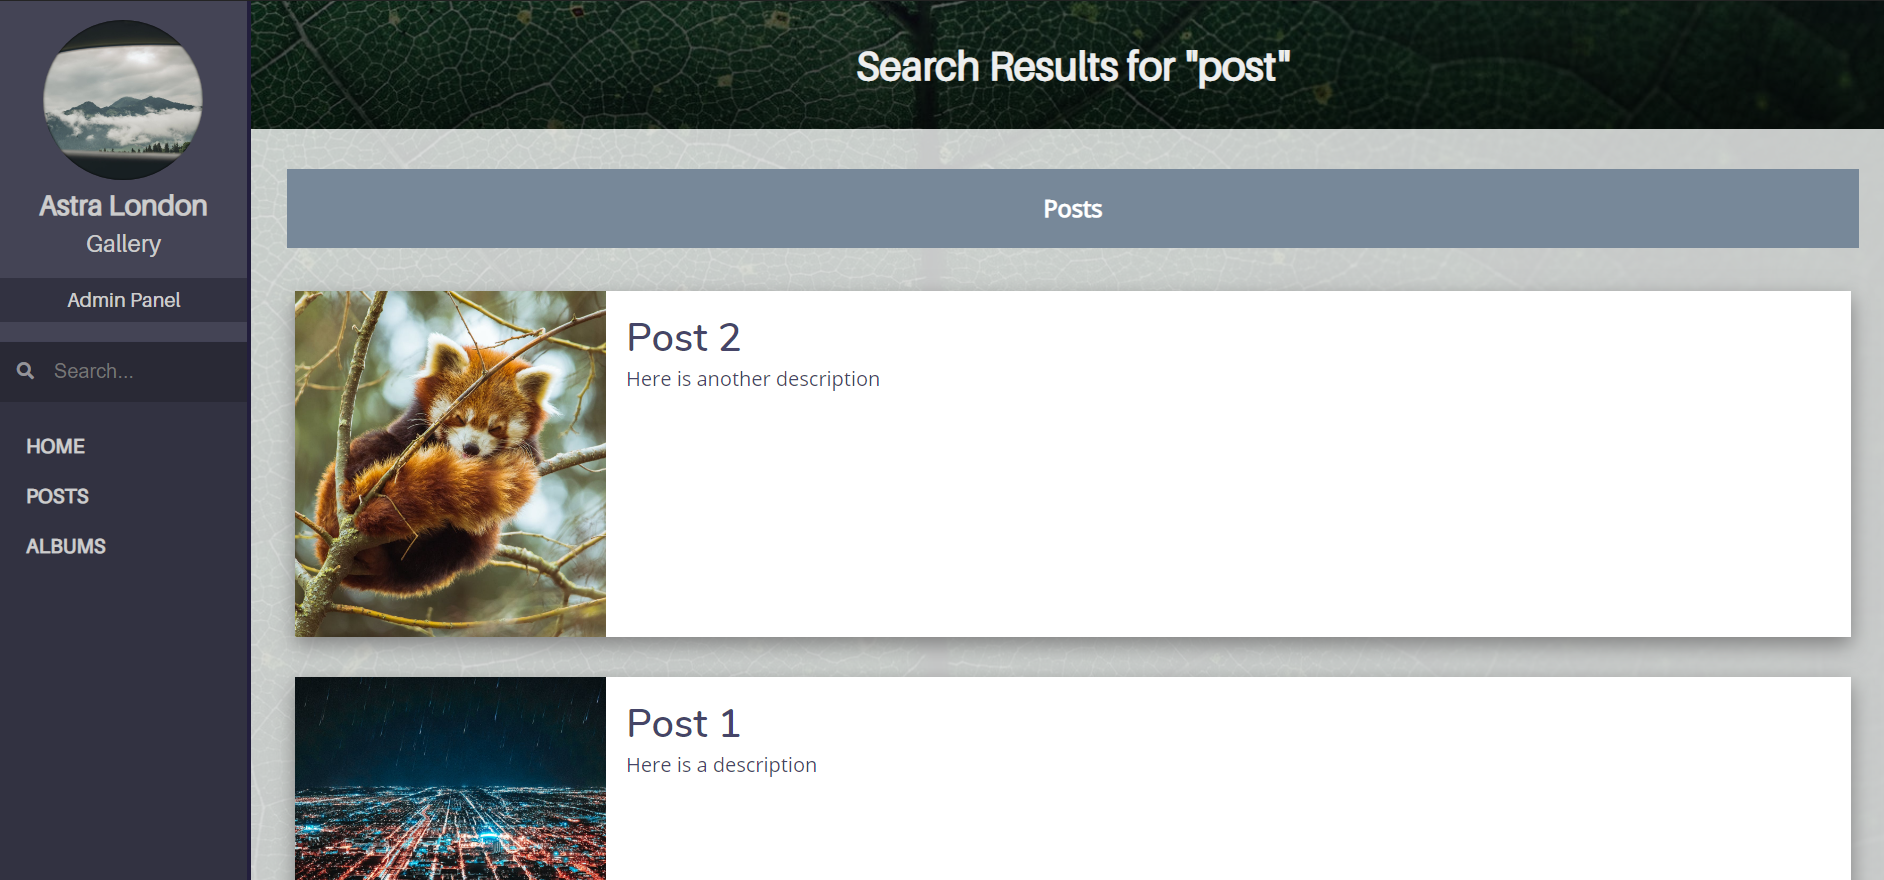 Astra London
Gallery
Admin Panel
Search...
HOME
POSTS
ALBUMS
Search Results for "post"
Posts
Post 2
Here is another description
Post 1
Here is a description